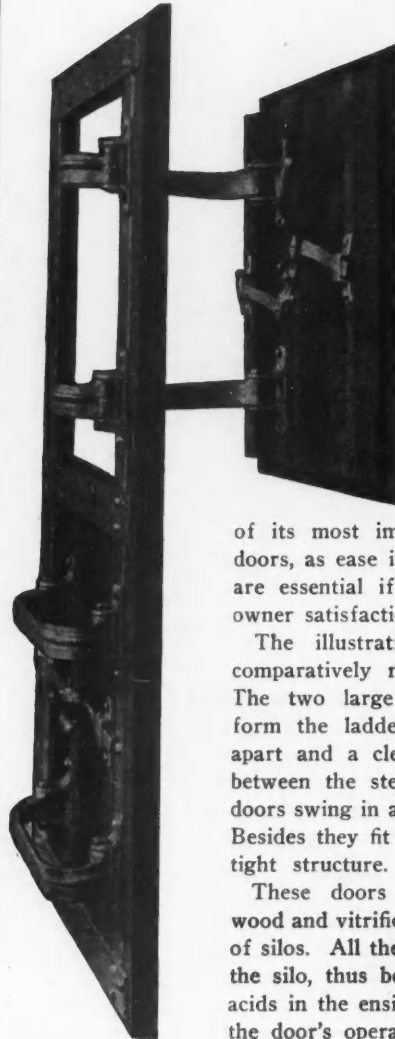 of its most im
doors, as ease i
are essential if
owner satisfacti
The illustrati
comparatively r
The two large
form the ladde
apart and a cle
between the ste
doors swing in a
Besides they fit
tight structure.
These doors
wood and vitrifie
of silos. All the
the silo, thus be
acids in the ensi
the door's opera